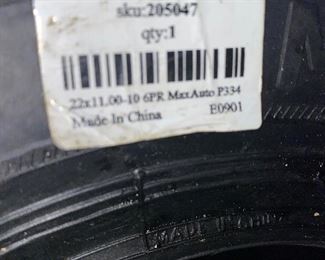 sku:205047
qty:1
22x11.00-10 6PR MaxAuto P334
Made In China
E0901
MADE IN CHINA